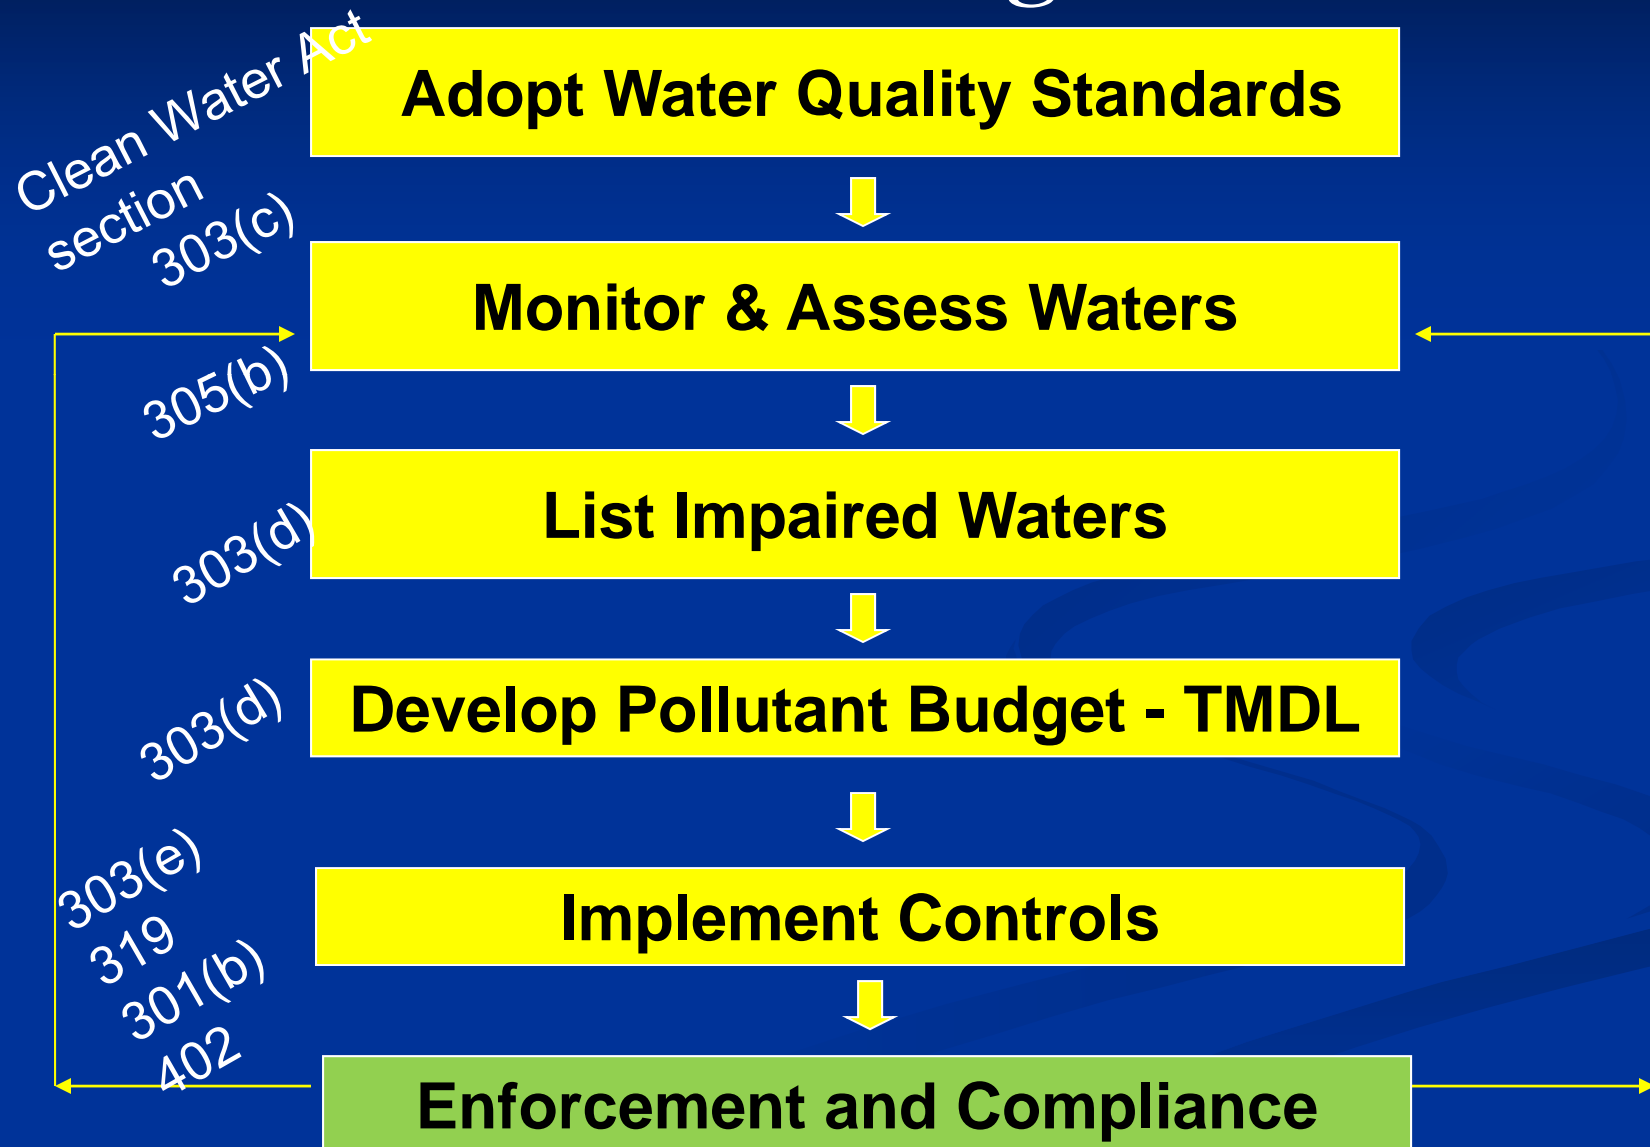 Clean Water Act
section
303(c)
Adopt Water Quality Standards
305(b)
Monitor & Assess Waters
303(d)
List Impaired Waters
303(d)
Develop Pollutant Budget - TMDL
303(e)
319
301(b)
402
Implement Controls
Enforcement and Compliance